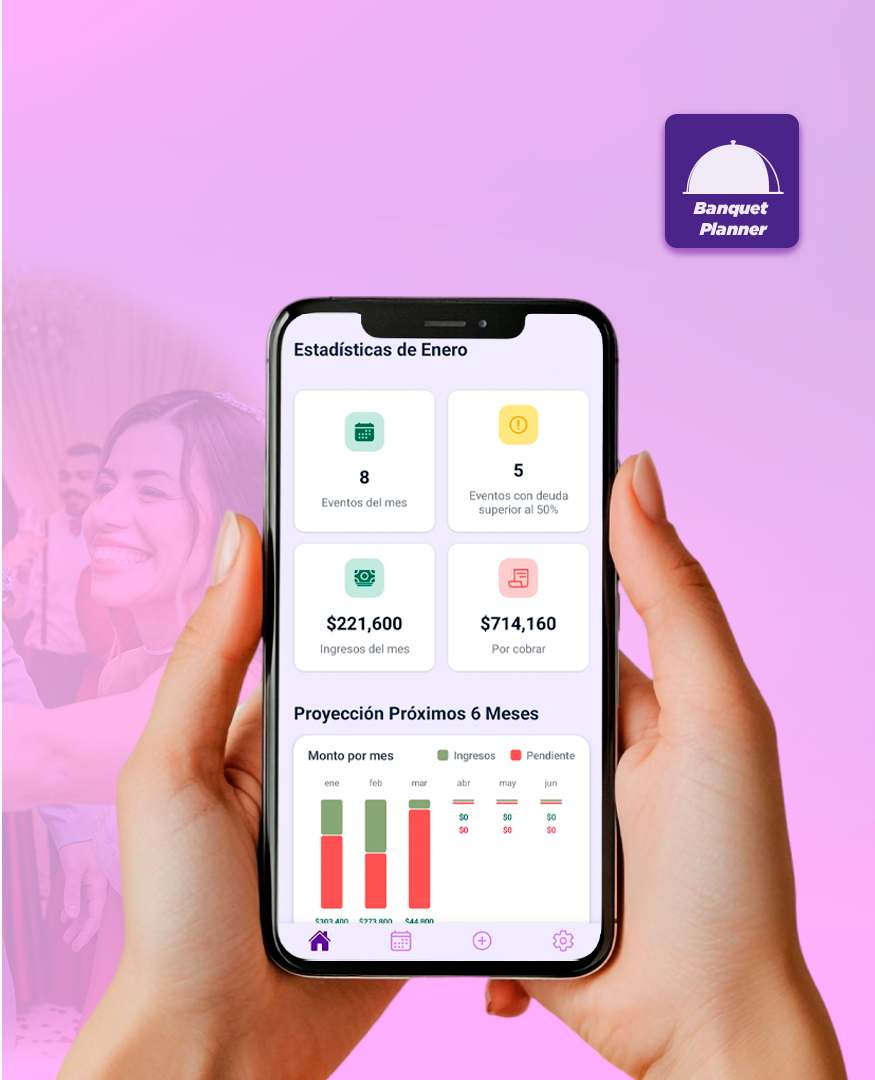 Banquet
Planner
Estadísticas de Enero
8
Eventos del mes
5
Eventos con deuda
superior al 50%
$221,600
Ingresos del mes
$714,160
Por cobrar
Proyección Próximos 6 Meses
Monto por mes
Ingresos
Pendiente
ene feb mar abr may jun
$0 $0 $0
$0 $0 $0
$303,400 $273,800 $44,800